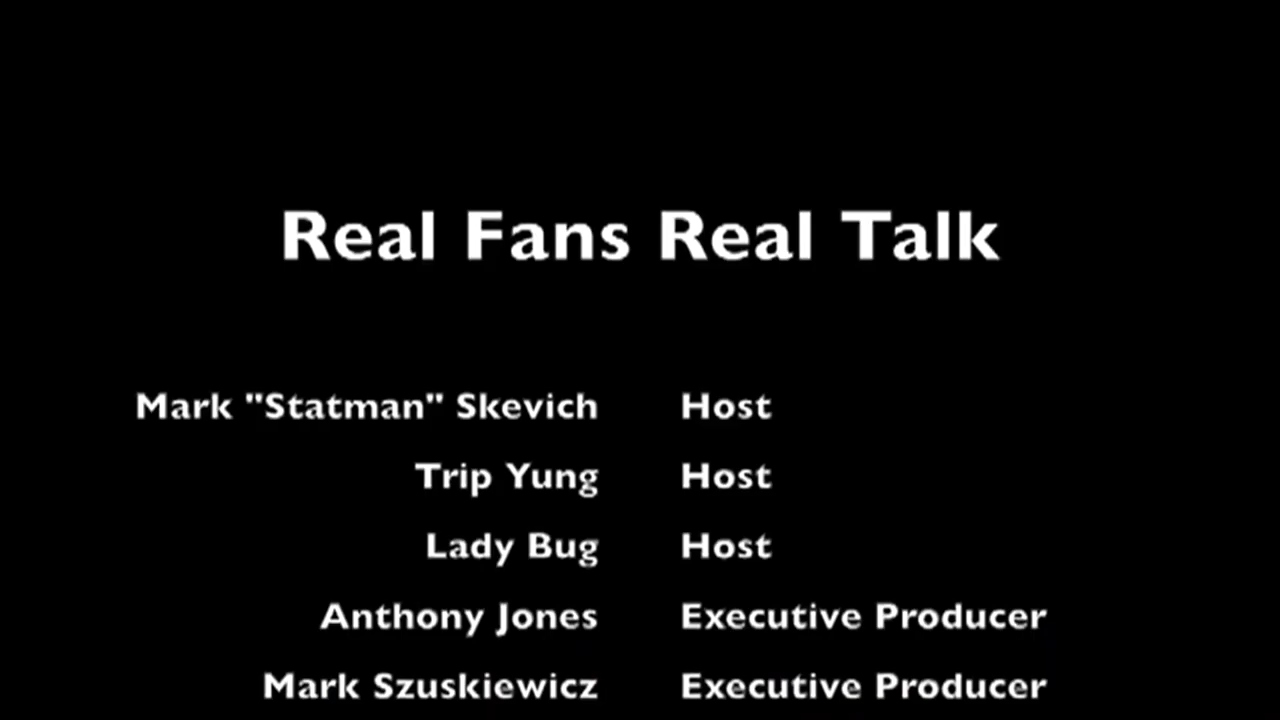 Real Fans Real Talk
Mark "Statman" Skevich Host
Trip Yung Host
Lady Bug Host
Anthony Jones Executive Producer
Mark Szuskiewicz Executive Producer